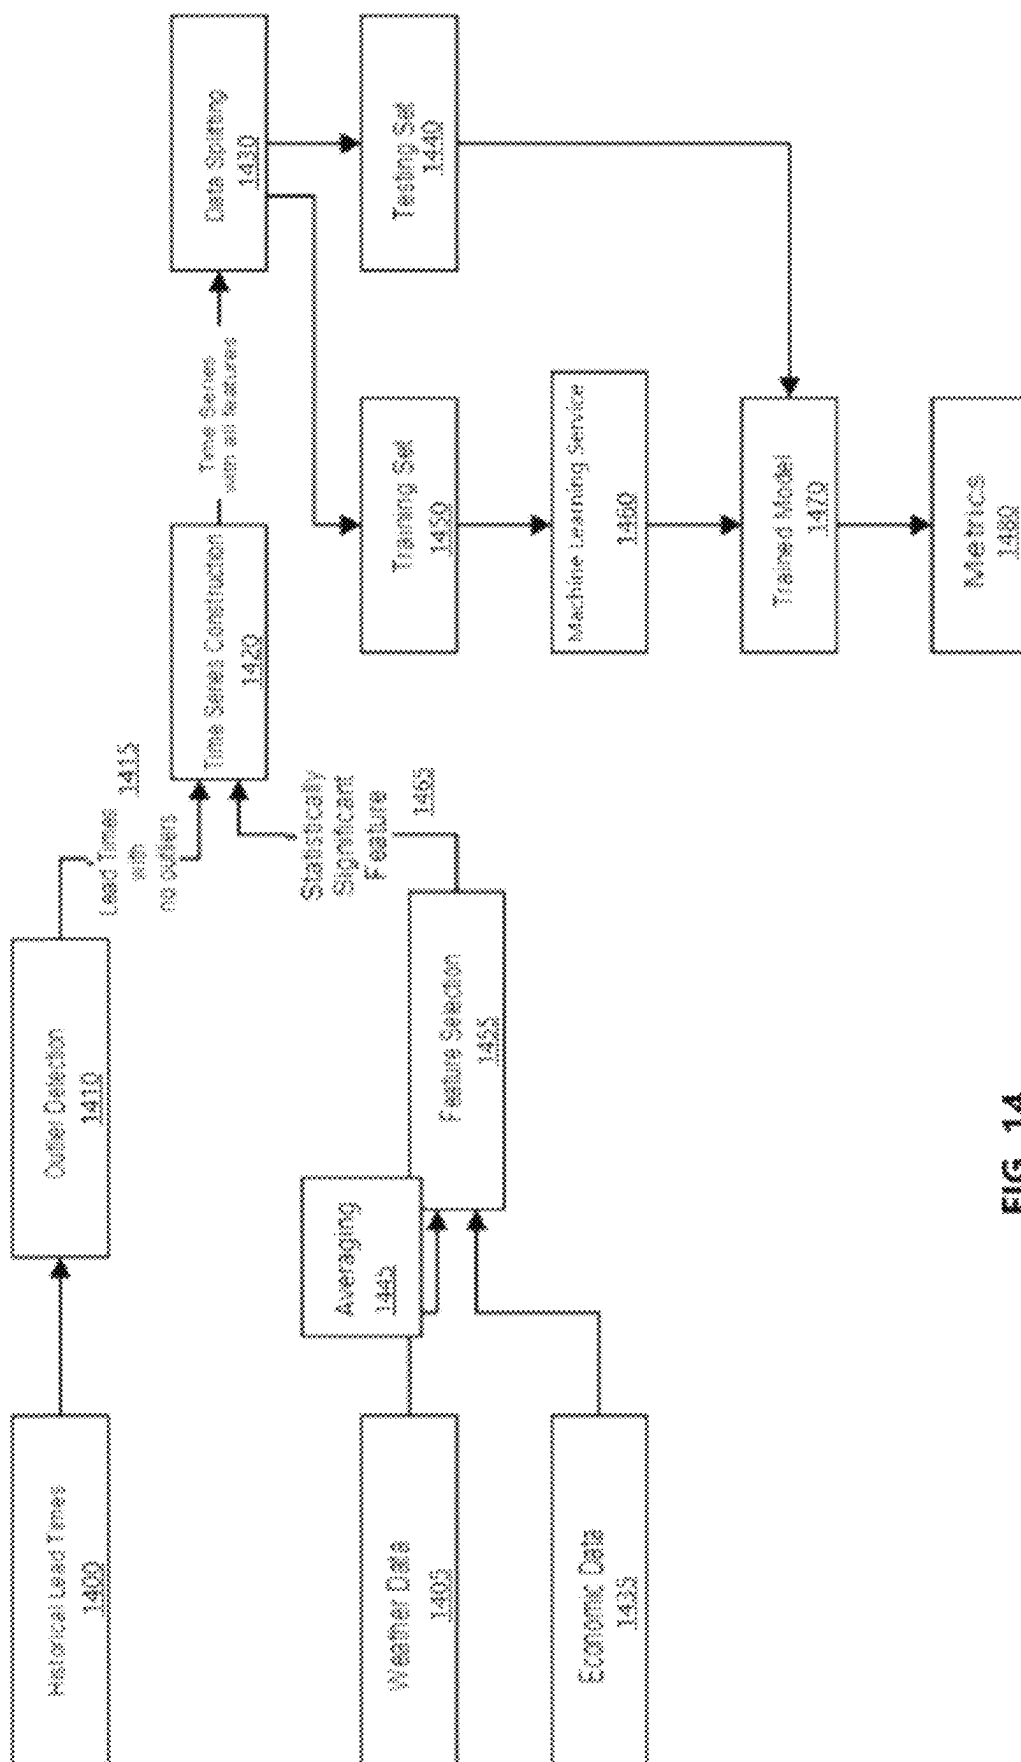 Historical Lead Times
1400
Outlier Detection
1410
Lead Times
with
no outliers
1415
Time Series Construction
1420
Time Series
with all features
Data Splitting
1430
Weather Data
1405
Averaging
1445
Economic Data
1435
Feature Selection
1455
Statistically
Significant
Feature
1465
Training Set
1450
Testing Set
1440
Machine Learning Service
1460
Trained Model
1470
Metrics
1480
FIG. 14